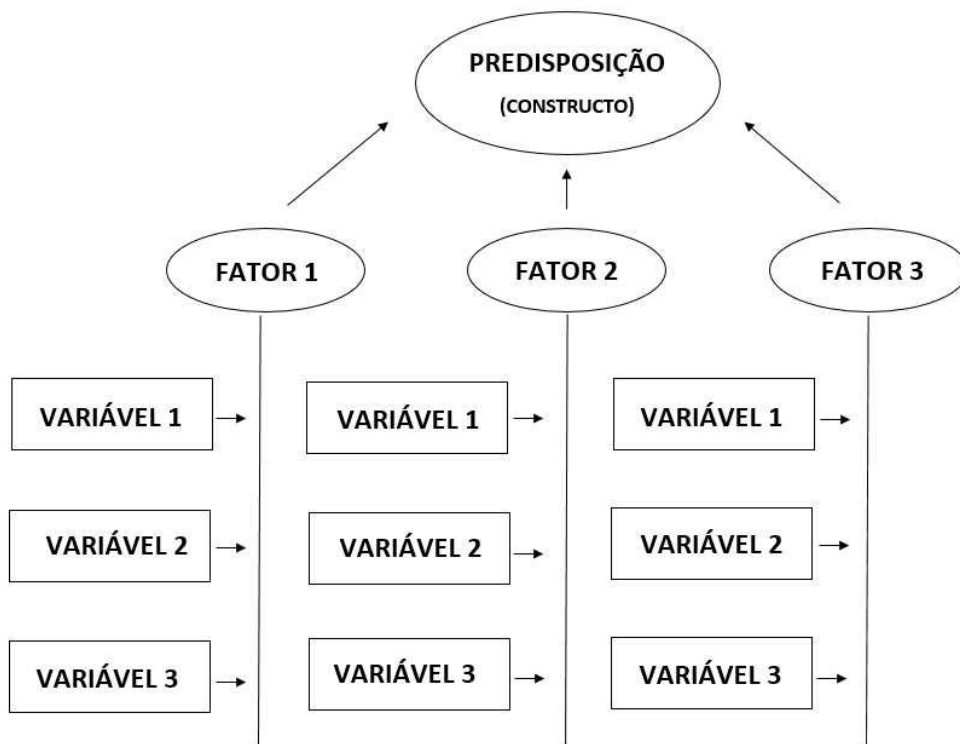 PREDISPOSIÇÃO
(CONSTRUCTO)
FATOR 1
FATOR 2
FATOR 3
VARIÁVEL 1
VARIÁVEL 1
VARIÁVEL 1
VARIÁVEL 2
VARIÁVEL 2
VARIÁVEL 2
VARIÁVEL 3
VARIÁVEL 3
VARIÁVEL 3